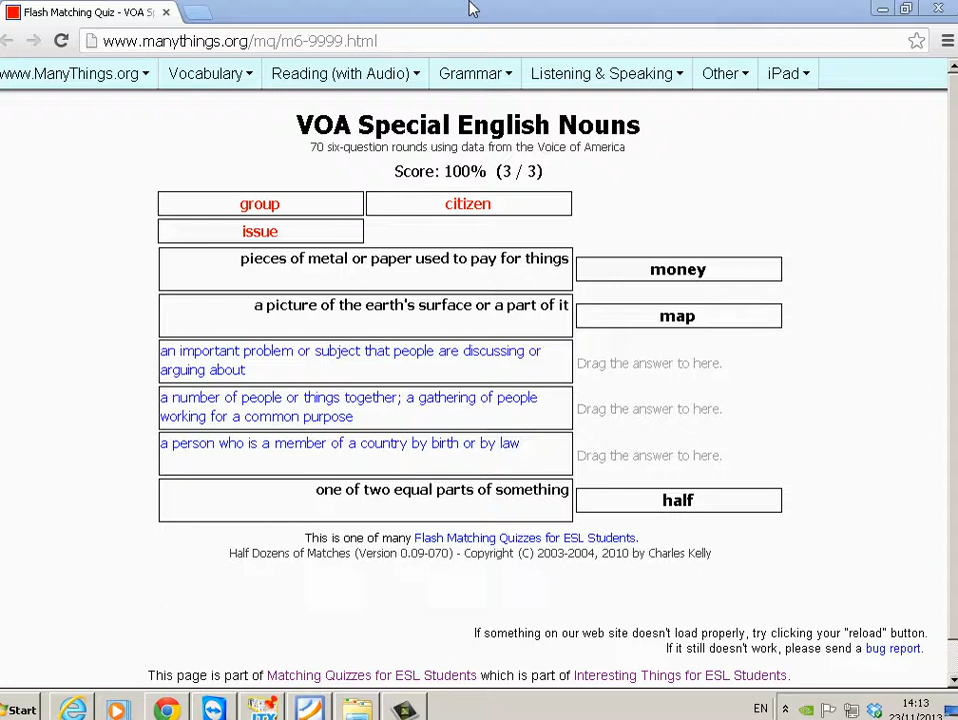 Flash Matching Quiz - VOA Sp
www.manythings.org/mq/m6-9999.html
www.ManyThings.org Vocabulary Reading (with Audio) Grammar Listening & Speaking Other iPad
VOA Special English Nouns
70 six-question rounds using data from the Voice of America
Score: 100% (3 / 3)
group citizen
issue
pieces of metal or paper used to pay for things money
a picture of the earth's surface or a part of it map
an important problem or subject that people are discussing or
arguing about
Drag the answer to here.
a number of people or things together; a gathering of people
working for a common purpose
Drag the answer to here.
a person who is a member of a country by birth or by law
Drag the answer to here.
one of two equal parts of something half
This is one of many Flash Matching Quizzes for ESL Students.
Half Dozens of Matches (Version 0.09-070) - Copyright (C) 2003-2004, 2010 by Charles Kelly
If something on our web site doesn't load properly, try clicking your "reload" button.
If it still doesn't work, please send a bug report.
This page is part of Matching Quizzes for ESL Students which is part of Interesting Things for ESL Students.
Start EN 14:13
23/11/2013